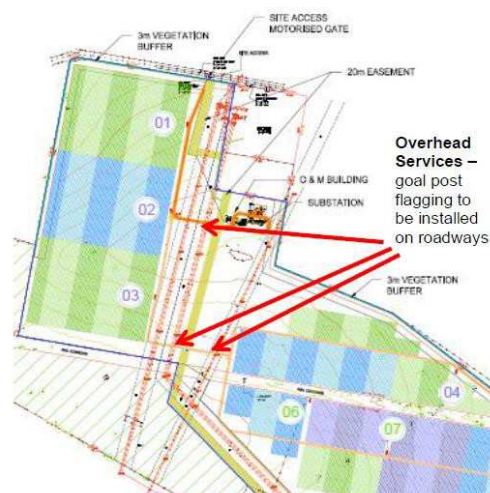 SITE ACCESS
MOTORISED GATE
3m VEGETATION
BUFFER
20m EASEMENT
01
02
03
O & M BUILDING
SUBSTATION
Overhead
Services –
goal post
flagging to
be installed
on roadways
3m VEGETATION
BUFFER
04
06
07